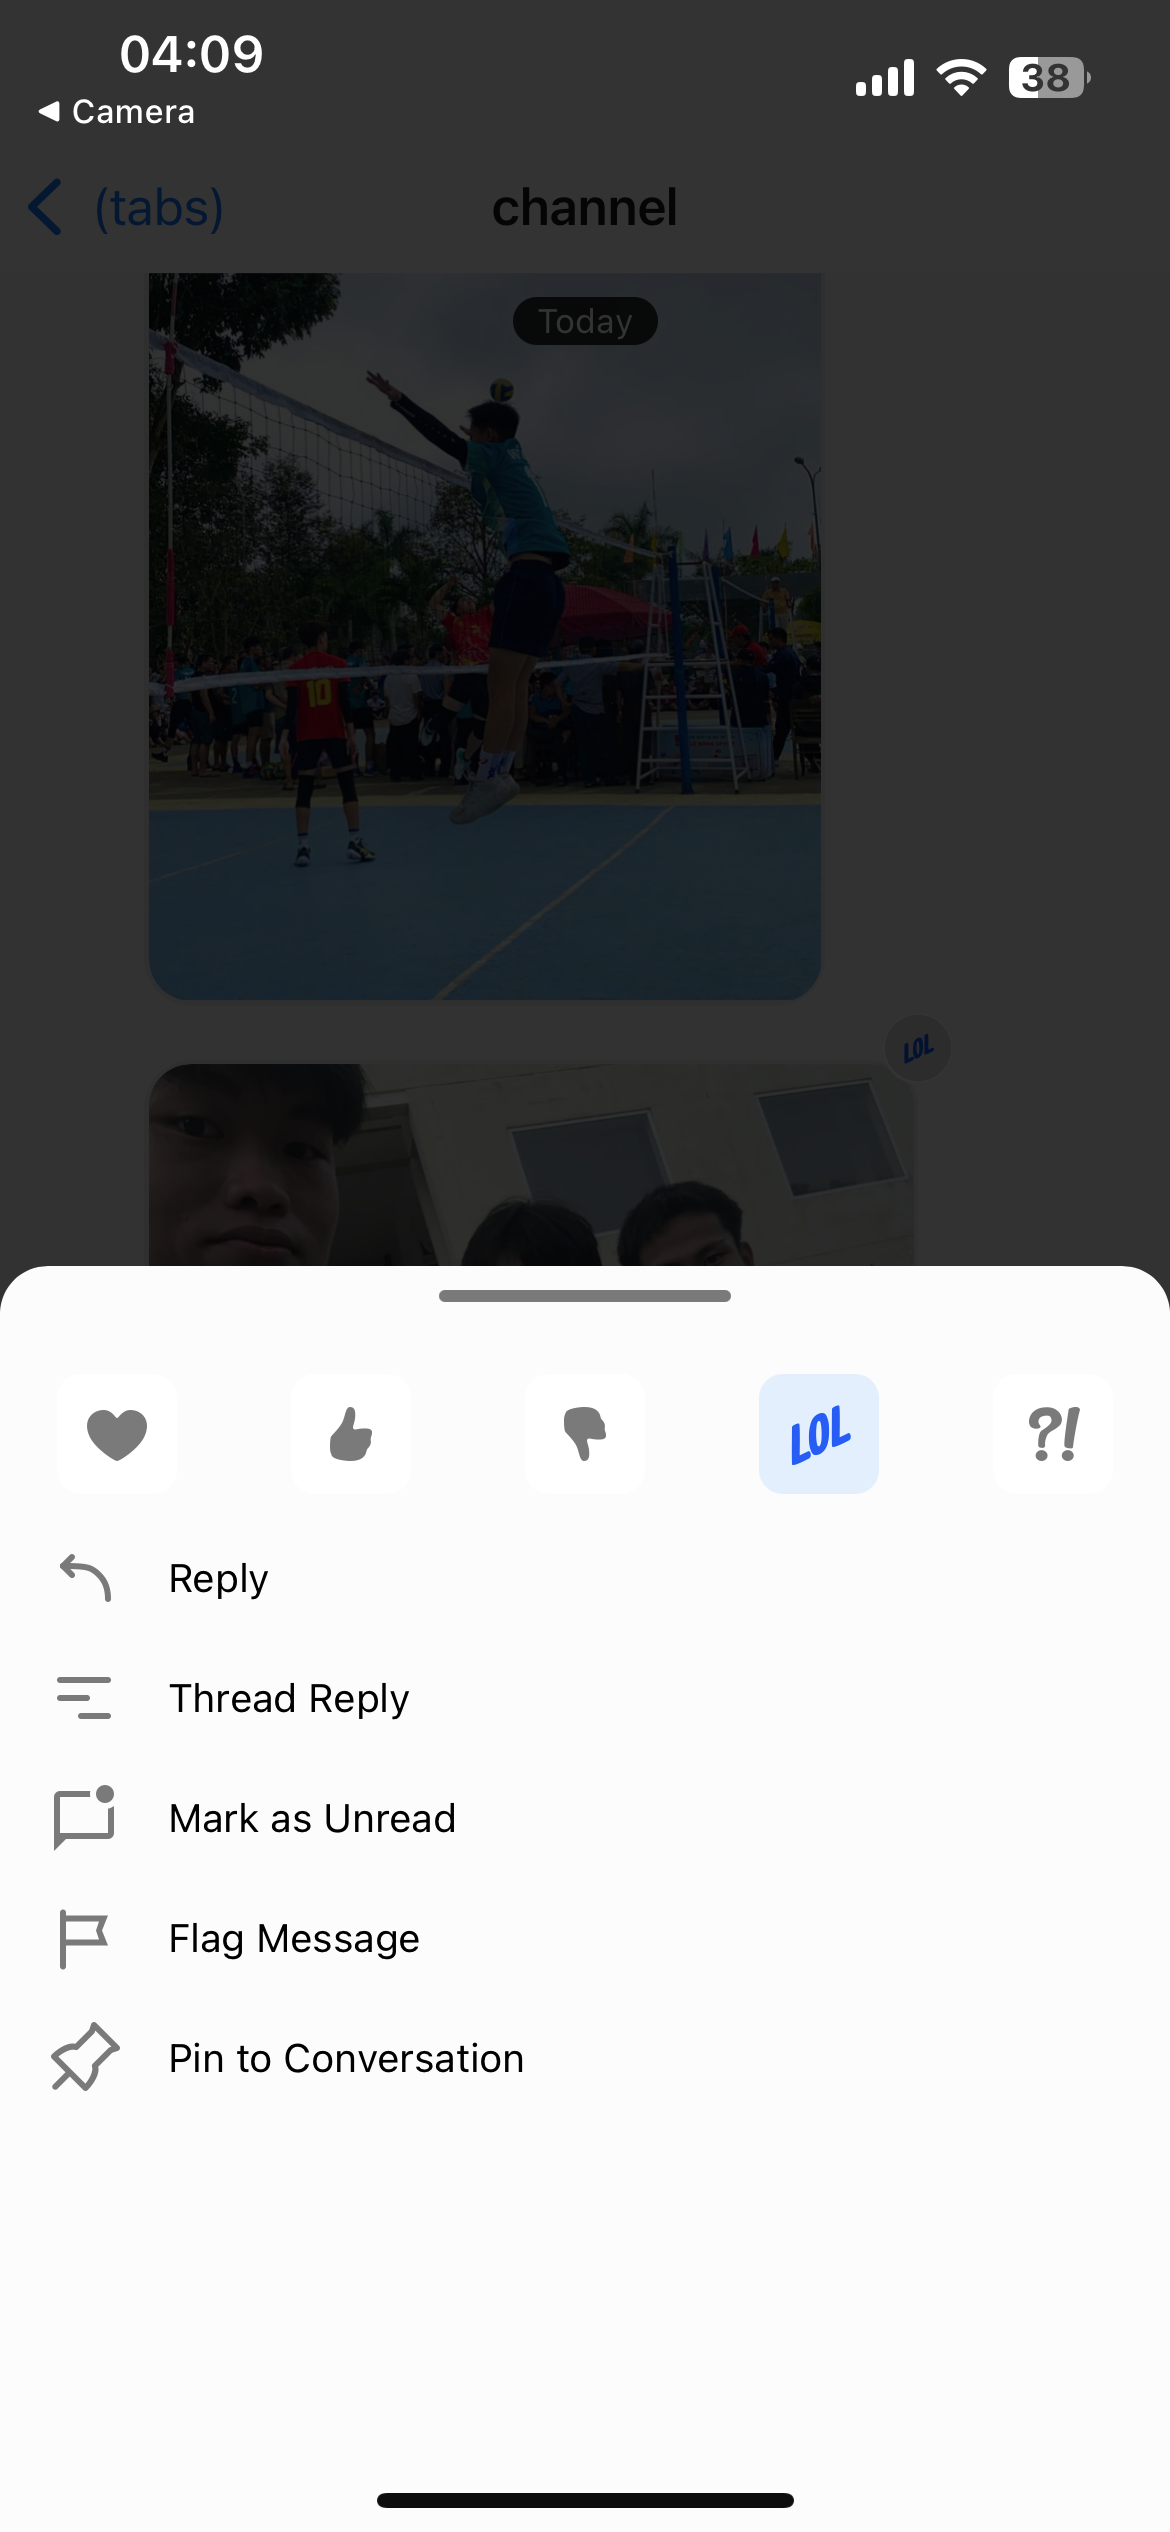 04:09
38
Camera
(tabs)
channel
Today
10
LOL
LOL
?!
Reply
Thread Reply
Mark as Unread
Flag Message
Pin to Conversation